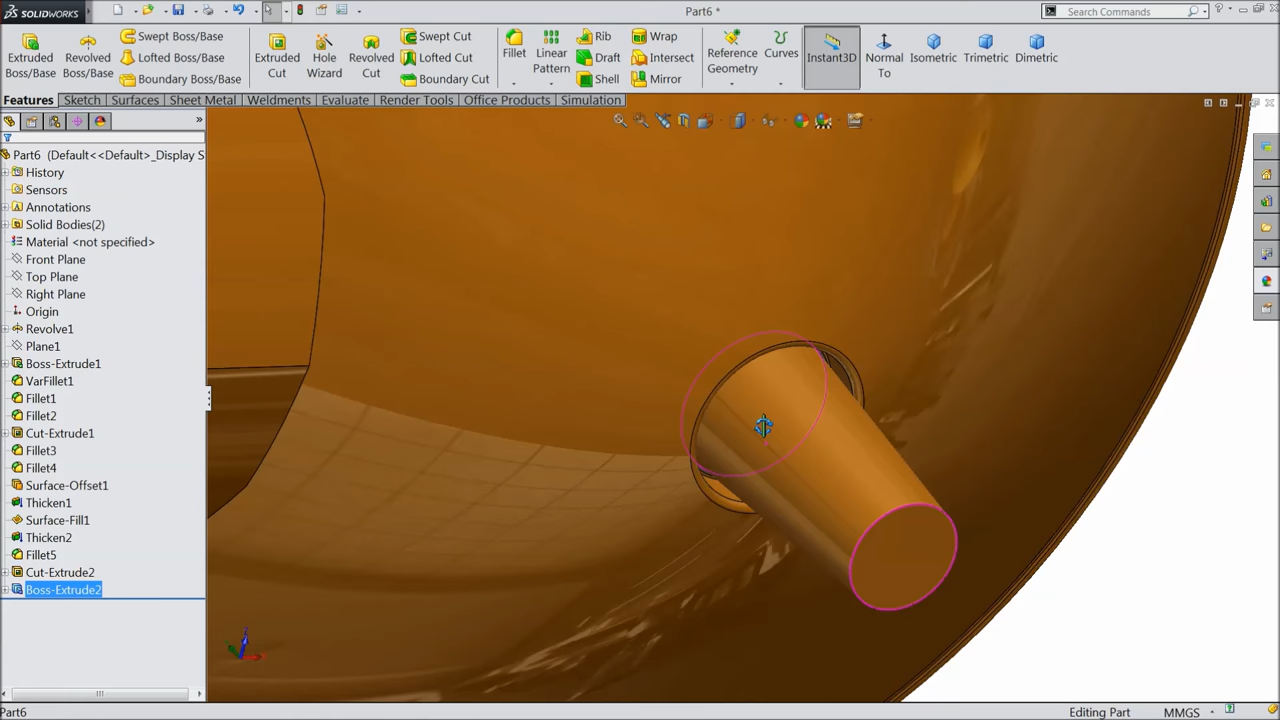 SOLIDWORKS
Part6 *
Search Commands
Extruded Boss/Base
Revolved Boss/Base
Swept Boss/Base
Lofted Boss/Base
Boundary Boss/Base
Extruded Cut
Hole Wizard
Revolved Cut
Swept Cut
Lofted Cut
Boundary Cut
Fillet
Linear Pattern
Rib
Draft
Shell
Wrap
Intersect
Mirror
Reference Geometry
Curves
Instant3D
Normal To
Isometric
Trimetric
Dimetric
Features
Sketch
Surfaces
Sheet Metal
Weldments
Evaluate
Render Tools
Office Products
Simulation
Part6 (Default<<Default>_Display S
History
Sensors
Annotations
Solid Bodies(2)
Material <not specified>
Front Plane
Top Plane
Right Plane
Origin
Revolve1
Plane1
Boss-Extrude1
VarFillet1
Fillet1
Fillet2
Cut-Extrude1
Fillet3
Fillet4
Surface-Offset1
Thicken1
Surface-Fill1
Thicken2
Fillet5
Cut-Extrude2
Boss-Extrude2
Part6
Editing Part
MMGS